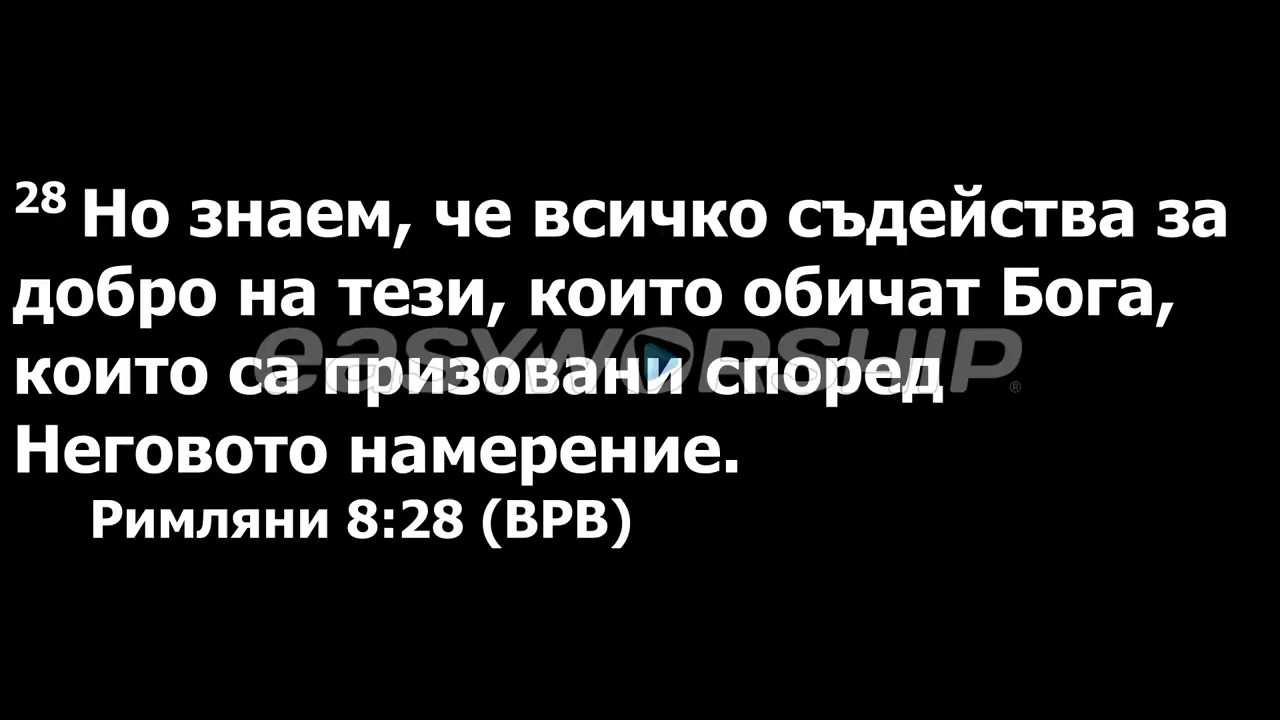 28 Но знаем, че всичко съдейства за
добро на тези, които обичат Бога,
които са призовани според
Неговото намерение.
Римляни 8:28 (ВРВ)
easyworship®